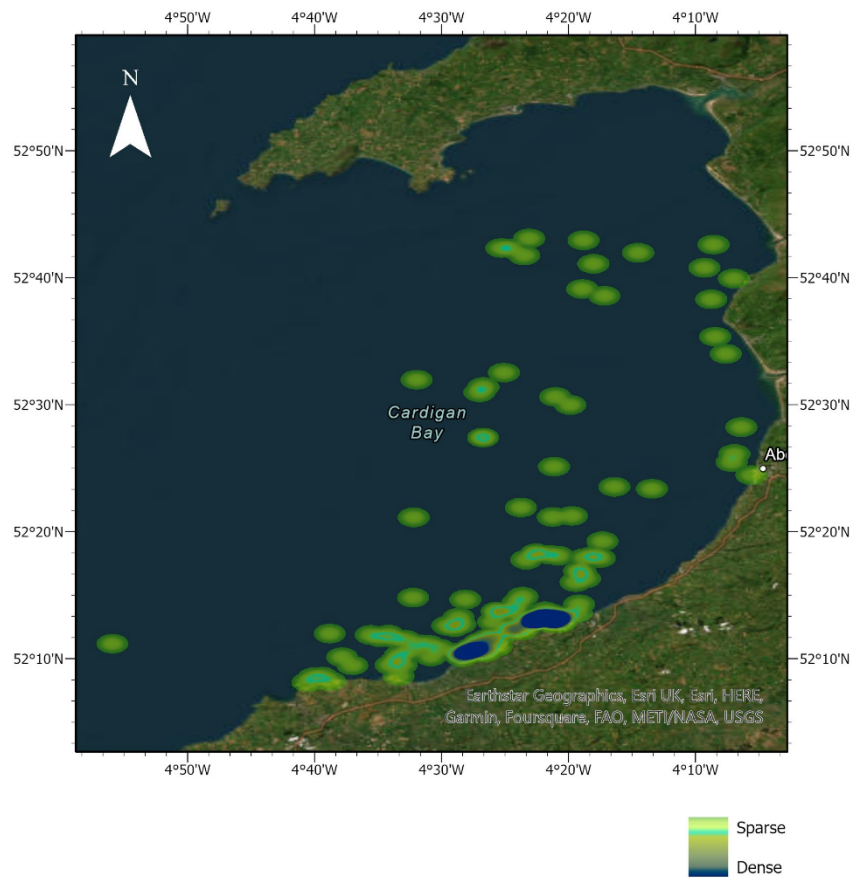 4°50'W 4°40'W 4°30'W 4°20'W 4°10'W
N
52°50' 52°50'
52°40' 52°40'
52°30' 52°30'
Cardigan
Bay
Abe
52°20' 52°20'
52°10' 52°10'
Earthstar Geographics, Esri UK, Esri, HERE,
Garmin, Foursquare, FAO, METI/NASA, USGS
4°50'W 4°40'W 4°30'W 4°20'W 4°10'W
Sparse
Dense